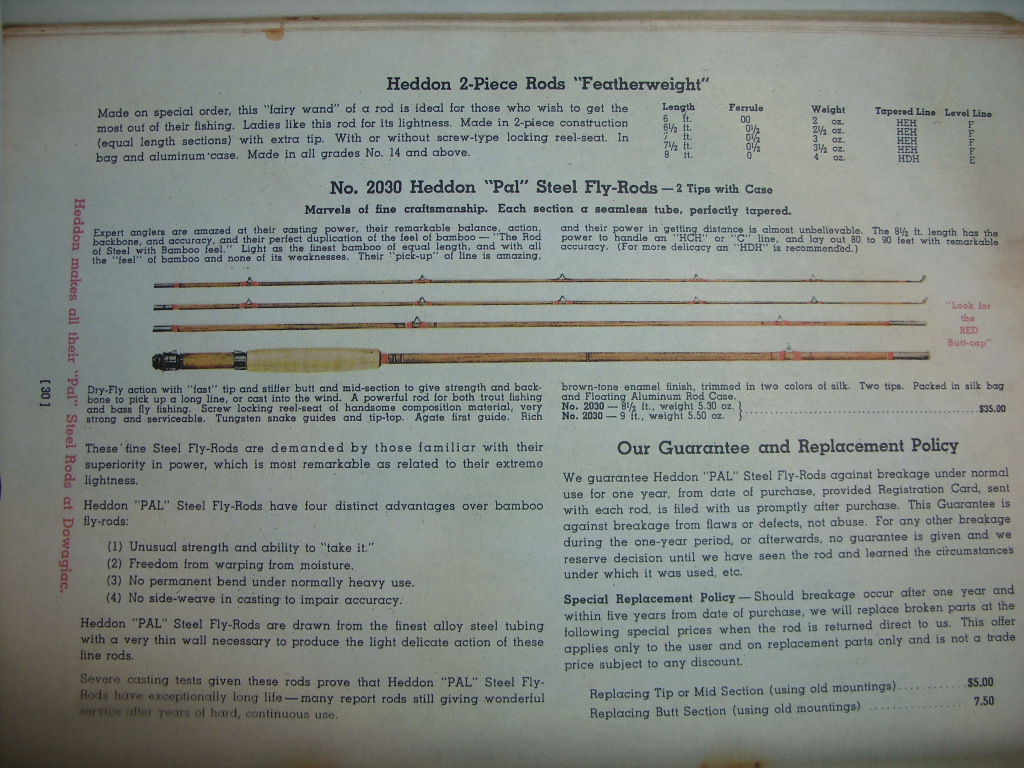 Heddon 2-Piece Rods "Featherweight"
Made on special order, this "fairy wand" of a rod is ideal for those who wish to get the
most out of their fishing. Ladies like this rod for its lightness. Made in 2-piece construction
(equal length sections) with extra tip. With or without screw-type locking reel-seat. In
bag and aluminum case. Made in all grades No. 14 and above.
Length Ferrule Weight Tapered Line Level Line
6 ft. 00 2 oz. HEH F
6½ ft. 0½ 2½ oz. HEH F
7 ft. 0½ 3 oz. HEH F
7½ ft. 0½ 3½ oz. HEH F
8 ft. 0 4 oz. HDH E
No. 2030 Heddon "Pal" Steel Fly-Rods — 2 Tips with Case
Marvels of fine craftsmanship. Each section a seamless tube, perfectly tapered.
Expert anglers are amazed at their casting power, their remarkable balance, action,
backbone, and accuracy, and their perfect duplication of the feel of bamboo — "The Rod
of Steel with Bamboo feel." Light as the finest bamboo of equal length, and with all
the "feel" of bamboo and none of its weaknesses. Their "pick-up" of line is amazing,
and their power in getting distance is almost unbelievable. The 8½ ft. length has the
power to handle an "HCH" or "C" line, and lay out 80 to 90 feet with remarkable
accuracy. (For more delicacy an "HDH" is recommended.)
"Look for
the
RED
Butt-cap"
Dry-Fly action with "fast" tip and stiffer butt and mid-section to give strength and back-
bone to pick up a long line, or cast into the wind. A powerful rod for both trout fishing
and bass fly fishing. Screw locking reel-seat of handsome composition material, very
strong and serviceable. Tungsten snake guides and tip-top. Agate first guide. Rich
brown-tone enamel finish, trimmed in two colors of silk. Two tips. Packed in silk bag
and Floating Aluminum Rod Case.
No. 2030 — 8½ ft., weight 5.30 oz. }
No. 2030 — 9 ft., weight 5.50 oz. } ........ $35.00
These fine Steel Fly-Rods are demanded by those familiar with their
superiority in power, which is most remarkable as related to their extreme
lightness.
Heddon "PAL" Steel Fly-Rods have four distinct advantages over bamboo
fly-rods:
(1) Unusual strength and ability to "take it."
(2) Freedom from warping from moisture.
(3) No permanent bend under normally heavy use.
(4) No side-weave in casting to impair accuracy.
Heddon "PAL" Steel Fly-Rods are drawn from the finest alloy steel tubing
with a very thin wall necessary to produce the light delicate action of these
fine rods.
Severe casting tests given these rods prove that Heddon "PAL" Steel Fly-
Rods have exceptionally long life — many report rods still giving wonderful
service after years of hard, continuous use.
Our Guarantee and Replacement Policy
We guarantee Heddon "PAL" Steel Fly-Rods against breakage under normal
use for one year, from date of purchase, provided Registration Card, sent
with each rod, is filed with us promptly after purchase. This Guarantee is
against breakage from flaws or defects, not abuse. For any other breakage
during the one-year period, or afterwards, no guarantee is given and we
reserve decision until we have seen the rod and learned the circumstances
under which it was used, etc.
Special Replacement Policy — Should breakage occur after one year and
within five years from date of purchase, we will replace broken parts at the
following special prices when the rod is returned direct to us. This offer
applies only to the user and on replacement parts only and is not a trade
price subject to any discount.
Replacing Tip or Mid Section (using old mountings) ........ $5.00
Replacing Butt Section (using old mountings) ........ 7.50
Heddon makes all their "Pal" Steel Rods at Dowagiac.
[ 30 ]